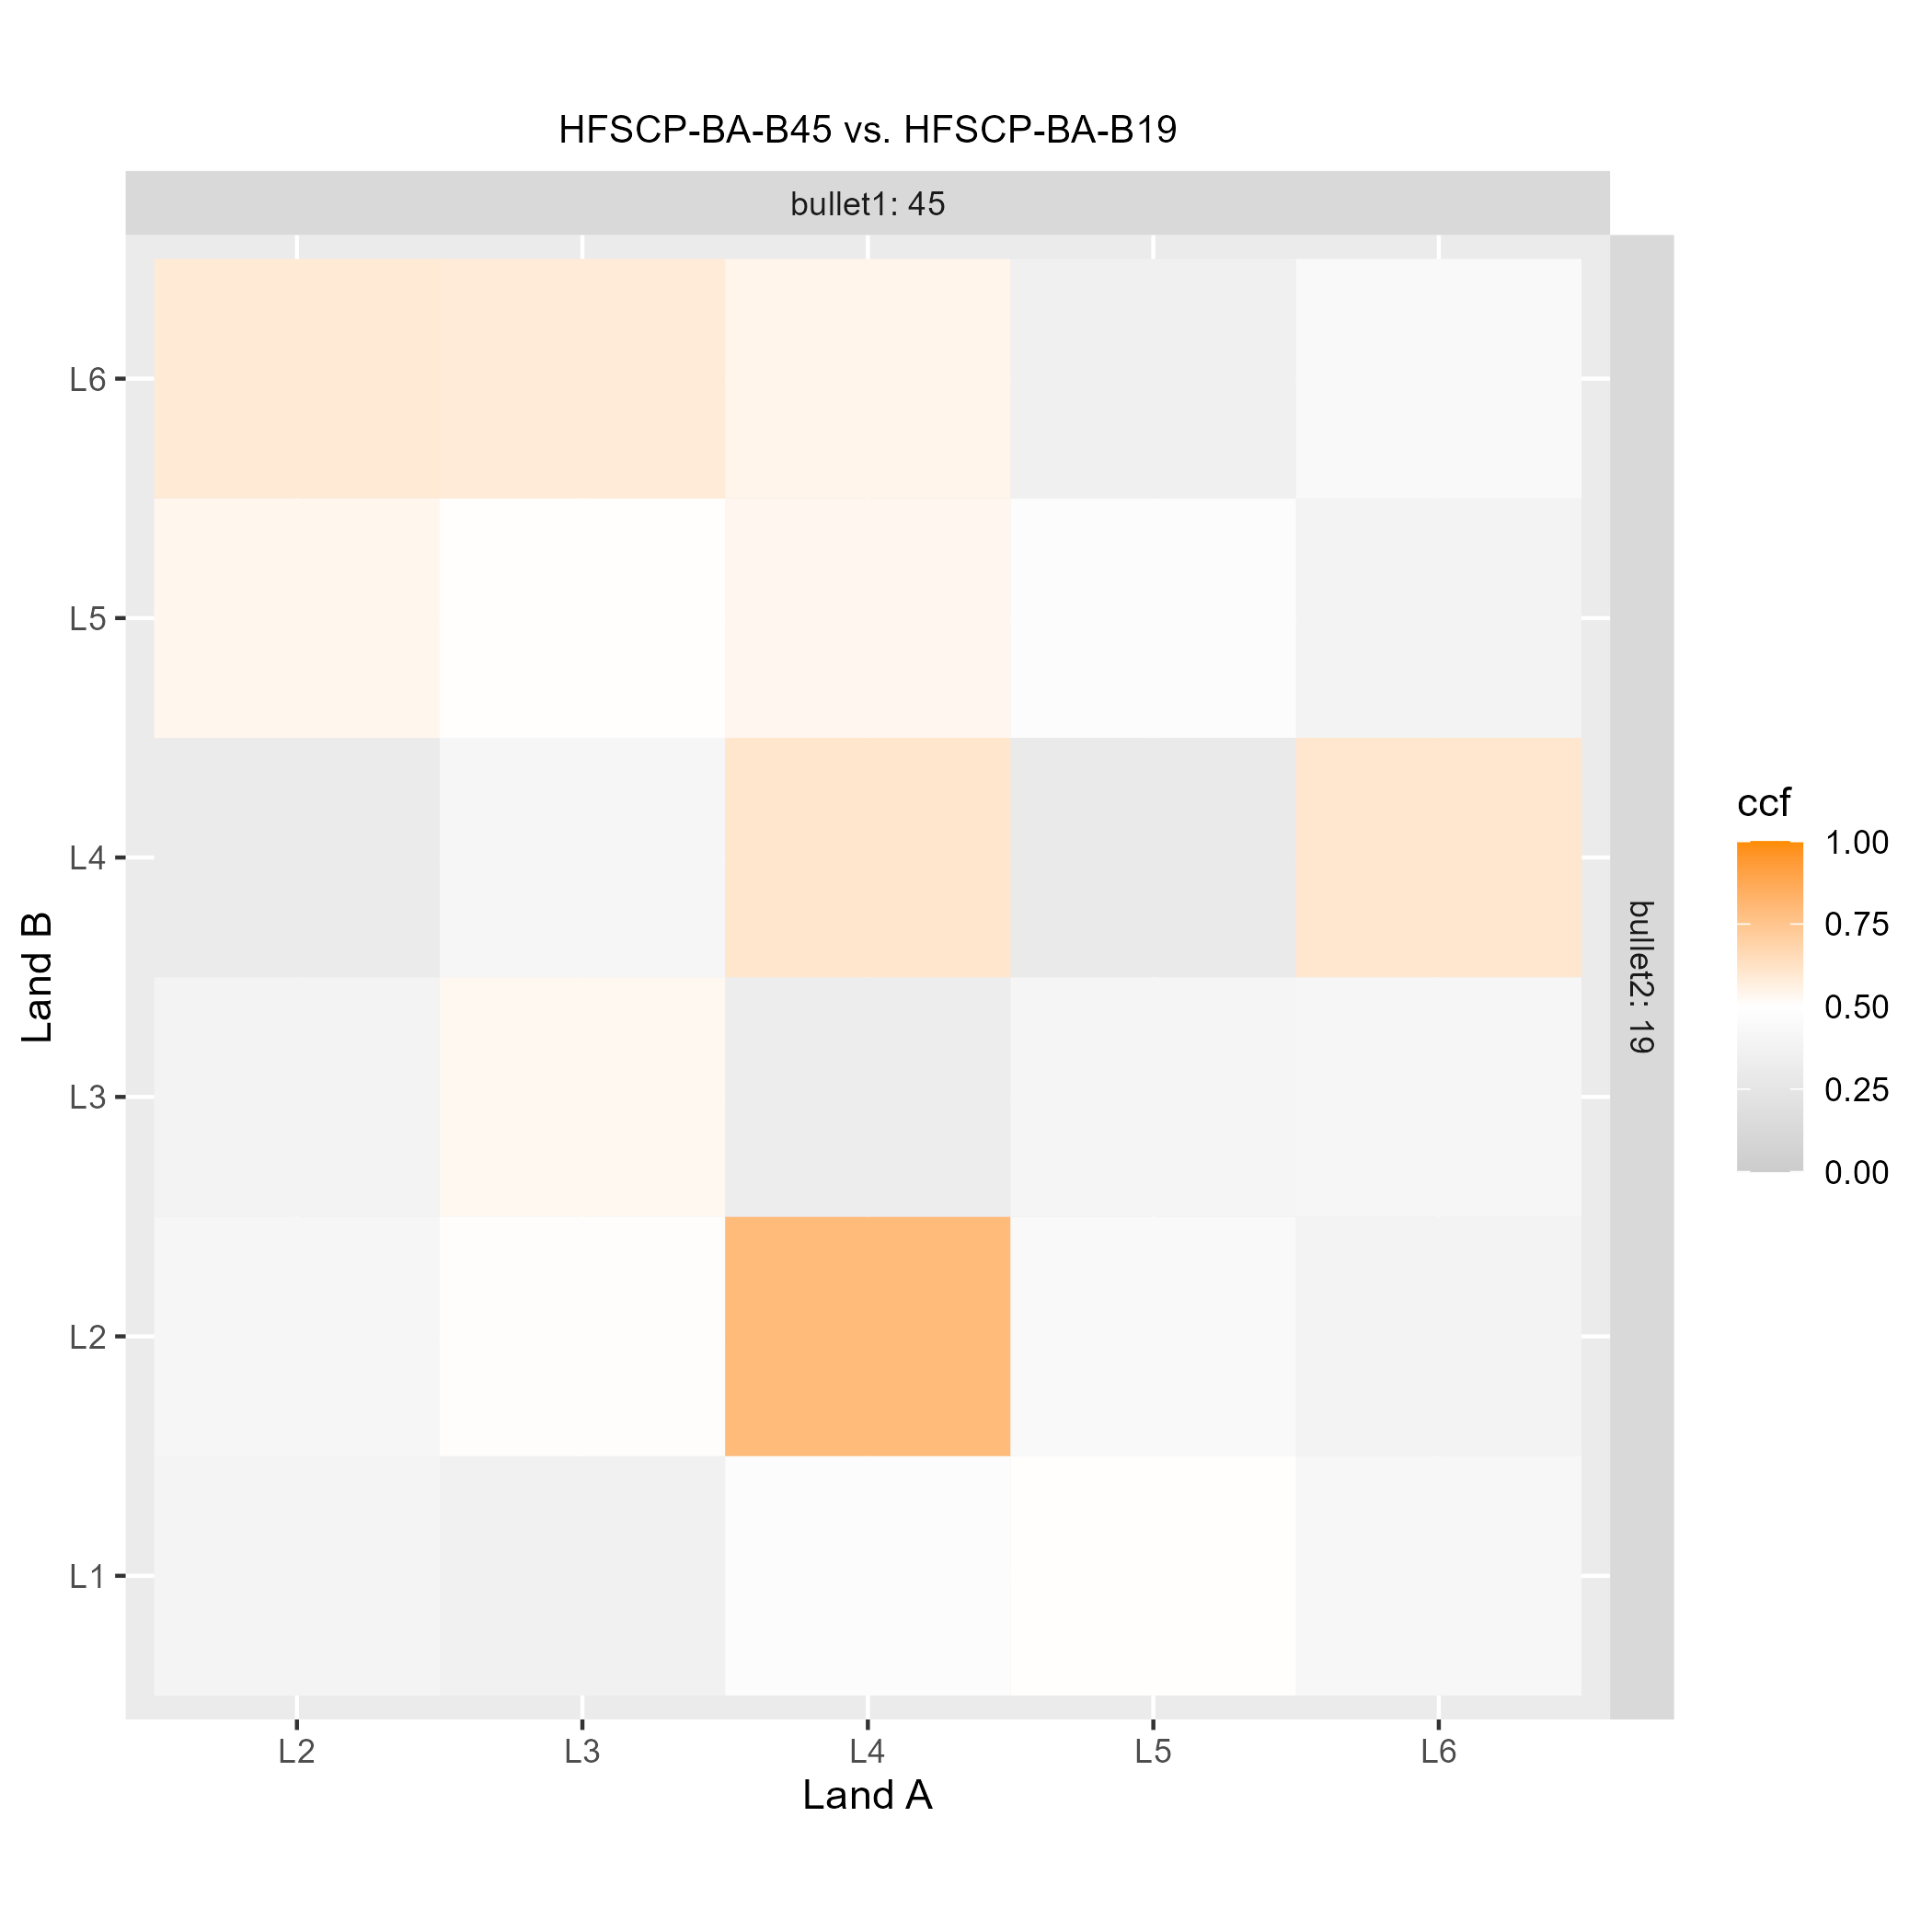 HFSCP-BA-B45 vs. HFSCP-BA-B19
bullet1: 45
L6
L5
L4
L3
L2
L1
Land B
bullet2: 19
L2
L3
L4
L5
L6
Land A
ccf
1.00
0.75
0.50
0.25
0.00